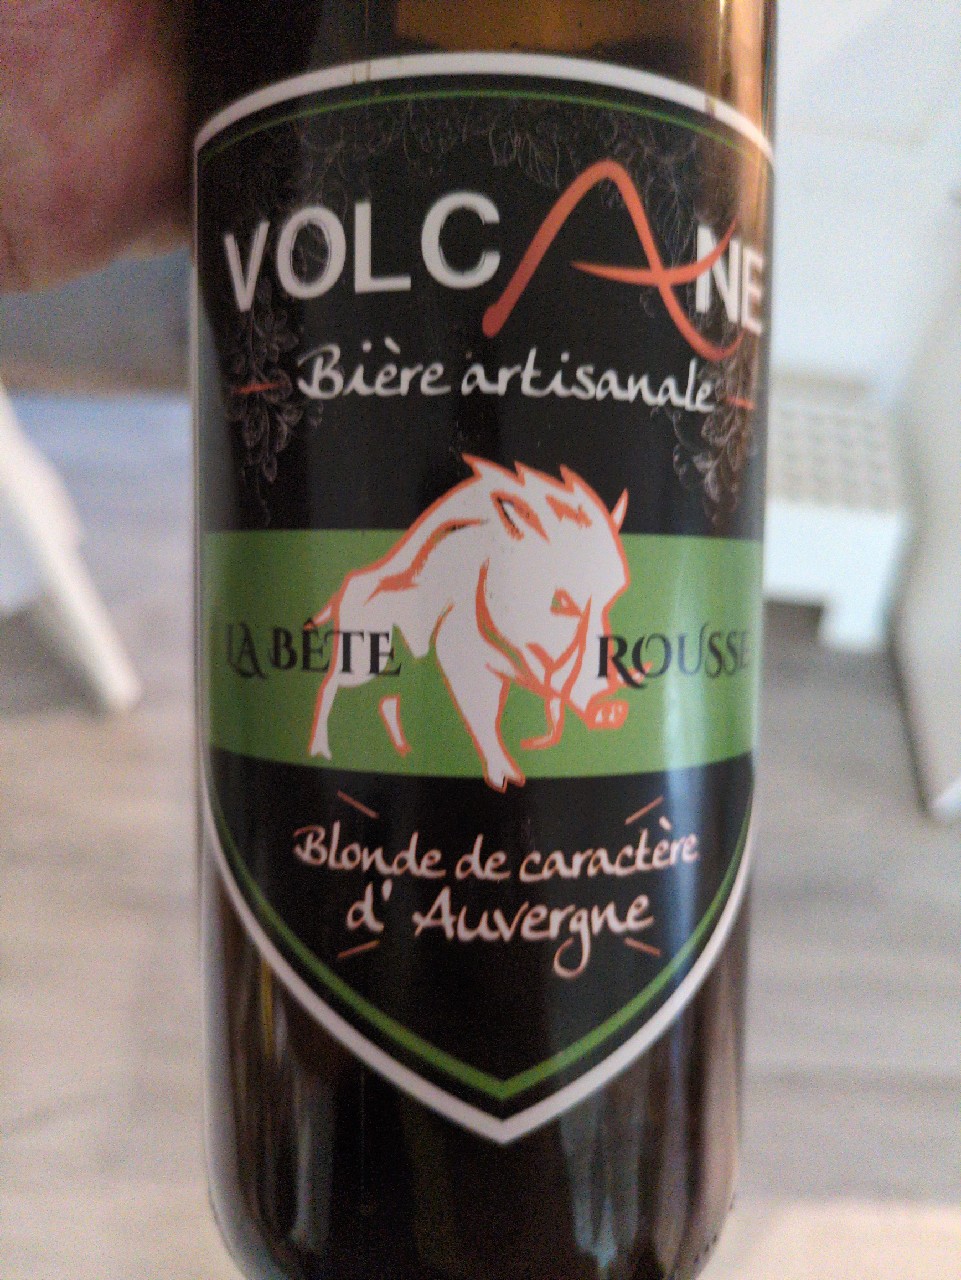 VOLCANE
Bière artisanale
LA BÊTE ROUSSE
Blonde de caractère
d'Auvergne